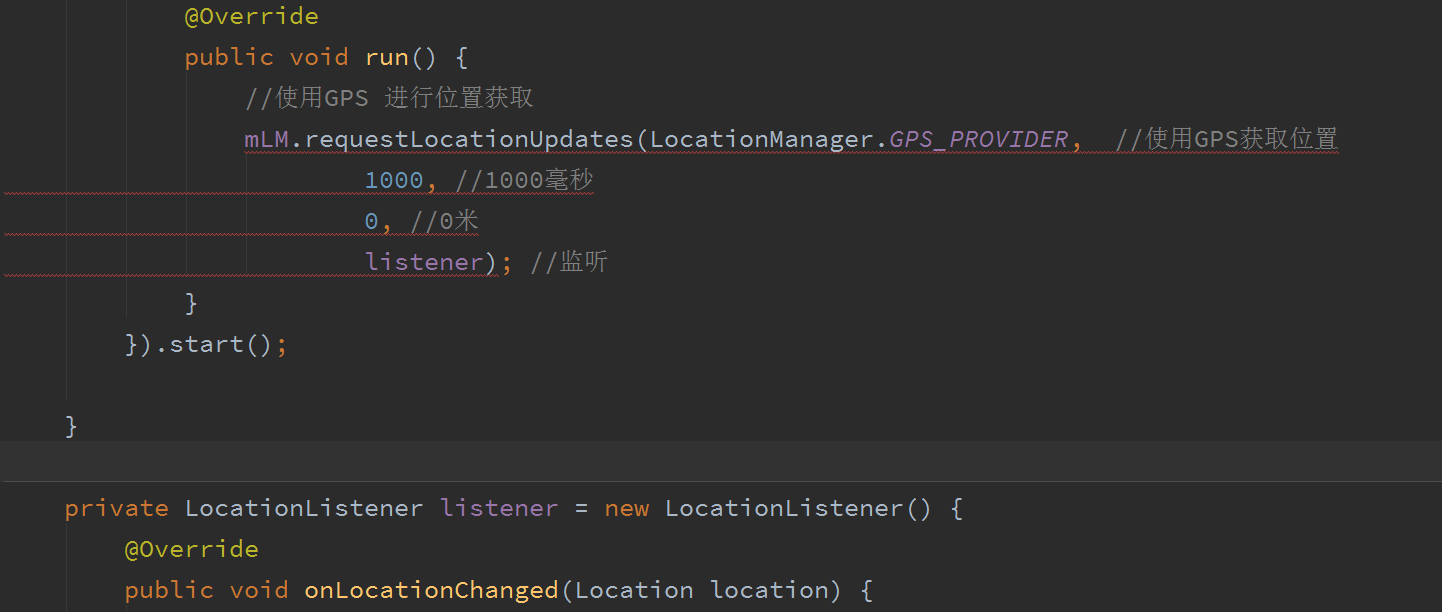 @Override
public void run() {
//使用GPS 进行位置获取
mLM.requestLocationUpdates(LocationManager.GPS_PROVIDER,  //使用GPS获取位置
1000, //1000毫秒
0, //0米
listener); //监听
}
}).start();
}
private LocationListener listener = new LocationListener() {
@Override
public void onLocationChanged(Location location) {